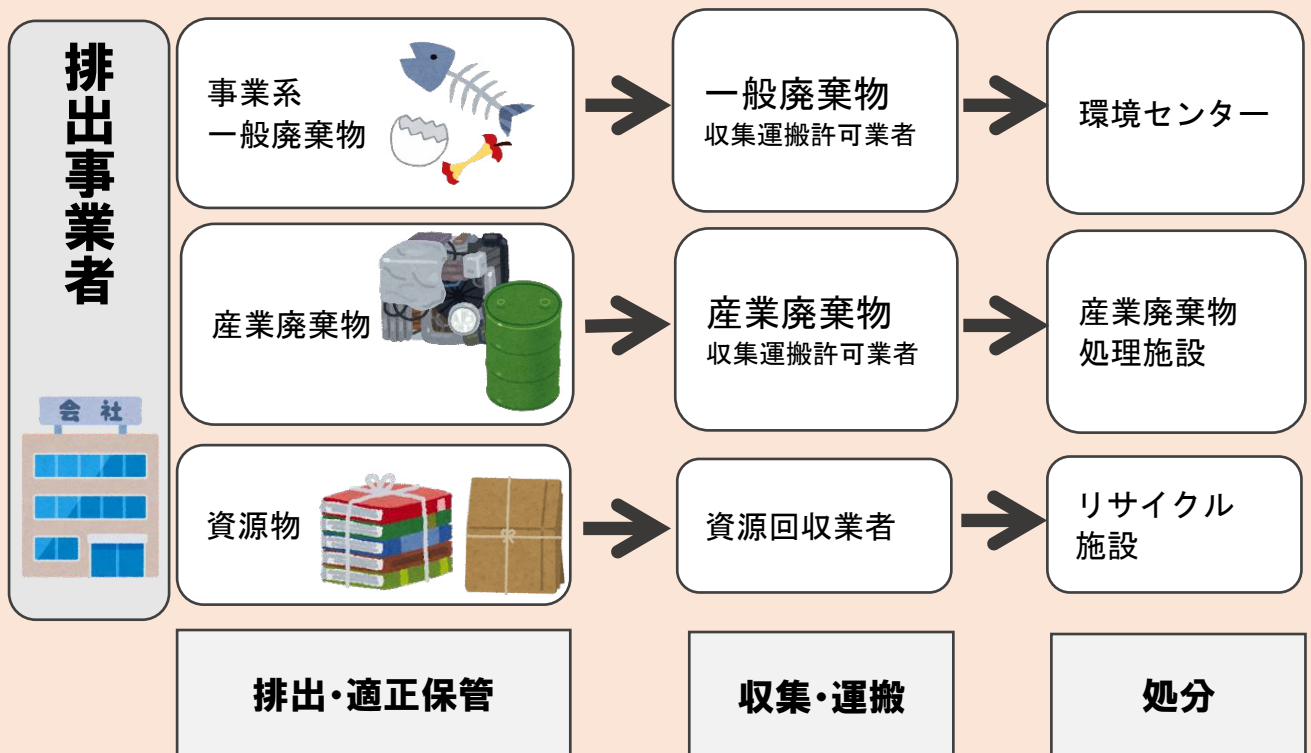 排出事業者
会社
事業系
一般廃棄物
一般廃棄物
収集運搬許可業者
環境センター
産業廃棄物
産業廃棄物
収集運搬許可業者
産業廃棄物
処理施設
資源物
資源回収業者
リサイクル
施設
排出・適正保管
収集・運搬
処分